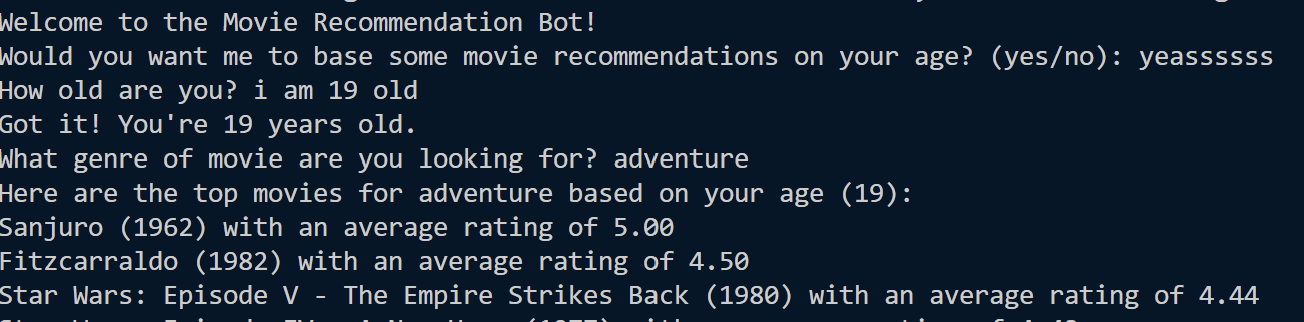 Welcome to the Movie Recommendation Bot!
Would you want me to base some movie recommendations on your age? (yes/no): yeassssss
How old are you? i am 19 old
Got it! You're 19 years old.
What genre of movie are you looking for? adventure
Here are the top movies for adventure based on your age (19):
Sanjuro (1962) with an average rating of 5.00
Fitzcarraldo (1982) with an average rating of 4.50
Star Wars: Episode V - The Empire Strikes Back (1980) with an average rating of 4.44